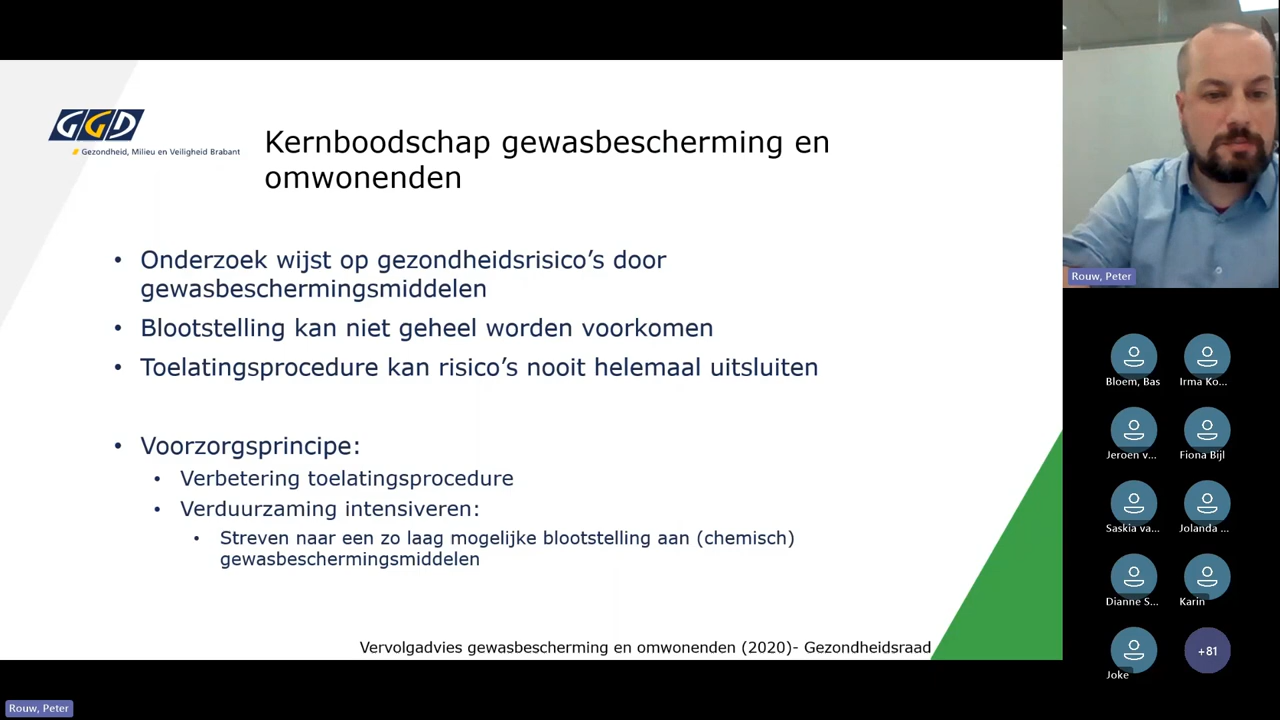 GGD
Gezondheid, Milieu en Veiligheid Brabant
Kernboodschap gewasbescherming en
omwonenden
• Onderzoek wijst op gezondheidsrisico’s door
gewasbeschermingsmiddelen
• Blootstelling kan niet geheel worden voorkomen
• Toelatingsprocedure kan risico’s nooit helemaal uitsluiten
• Voorzorgsprincipe:
• Verbetering toelatingsprocedure
• Verduurzaming intensiveren:
• Streven naar een zo laag mogelijke blootstelling aan (chemisch)
gewasbeschermingsmiddelen
Vervolgadvies gewasbescherming en omwonenden (2020)- Gezondheidsraad
Rouw, Peter
Bloem, Bas
Irma Ko...
Jeroen v...
Fiona Bijl
Saskia va...
Jolanda ...
Dianne S...
Karin
Joke
+81
Rouw, Peter